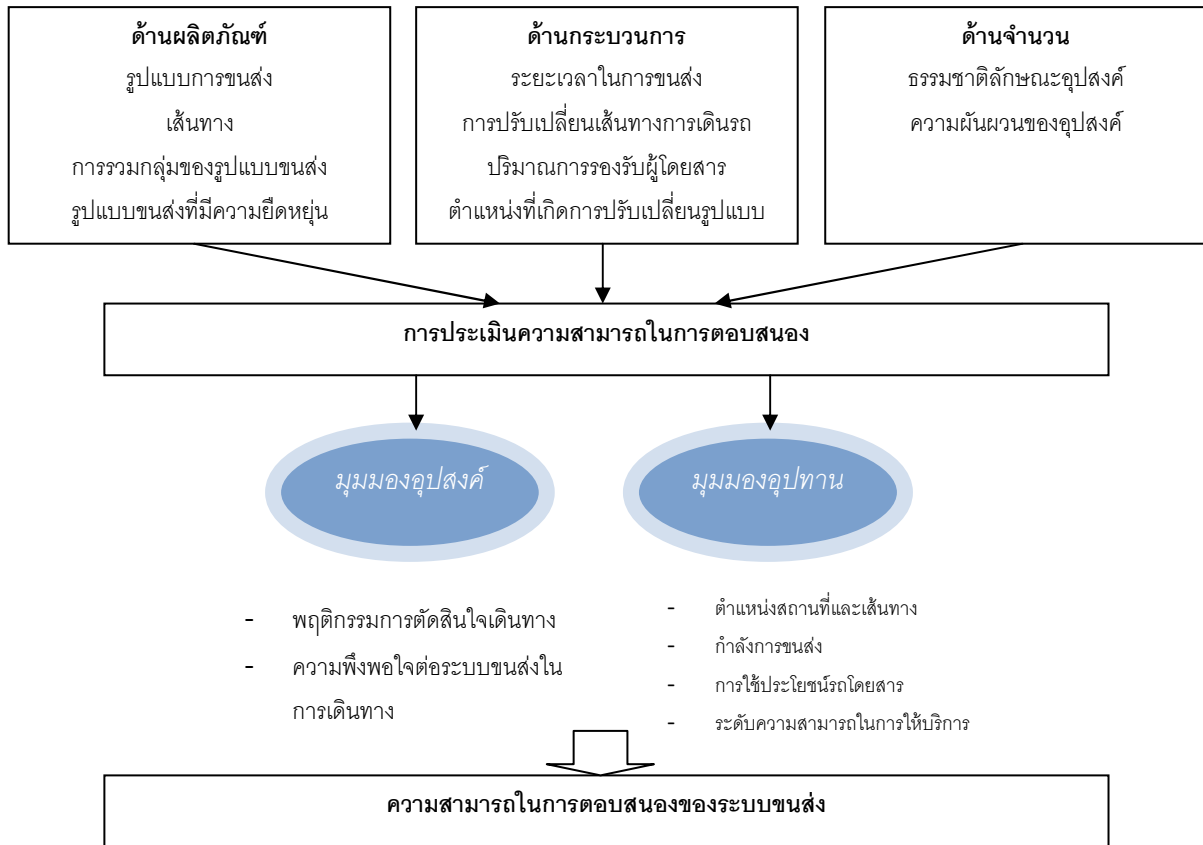 ด้านผลิตภัณฑ์
รูปแบบการขนส่ง
เส้นทาง
การรวมกลุ่มของรูปแบบขนส่ง
รูปแบบขนส่งที่มีความยืดหยุ่น
ด้านกระบวนการ
ระยะเวลาในการขนส่ง
การปรับเปลี่ยนเส้นทางการเดินรถ
ปริมาณการรองรับผู้โดยสาร
ตำแหน่งที่เกิดการปรับเปลี่ยนรูปแบบ
ด้านจำนวน
ธรรมชาติลักษณะอุปสงค์
ความผันผวนของอุปสงค์
การประเมินความสามารถในการตอบสนอง
มุมมองอุปสงค์
มุมมองอุปทาน
- พฤติกรรมการตัดสินใจเดินทาง
- ความพึงพอใจต่อระบบขนส่งใน
การเดินทาง
- ตำแหน่งสถานที่และเส้นทาง
- กำลังการขนส่ง
- การใช้ประโยชน์รถโดยสาร
- ระดับความสามารถในการให้บริการ
ความสามารถในการตอบสนองของระบบขนส่ง